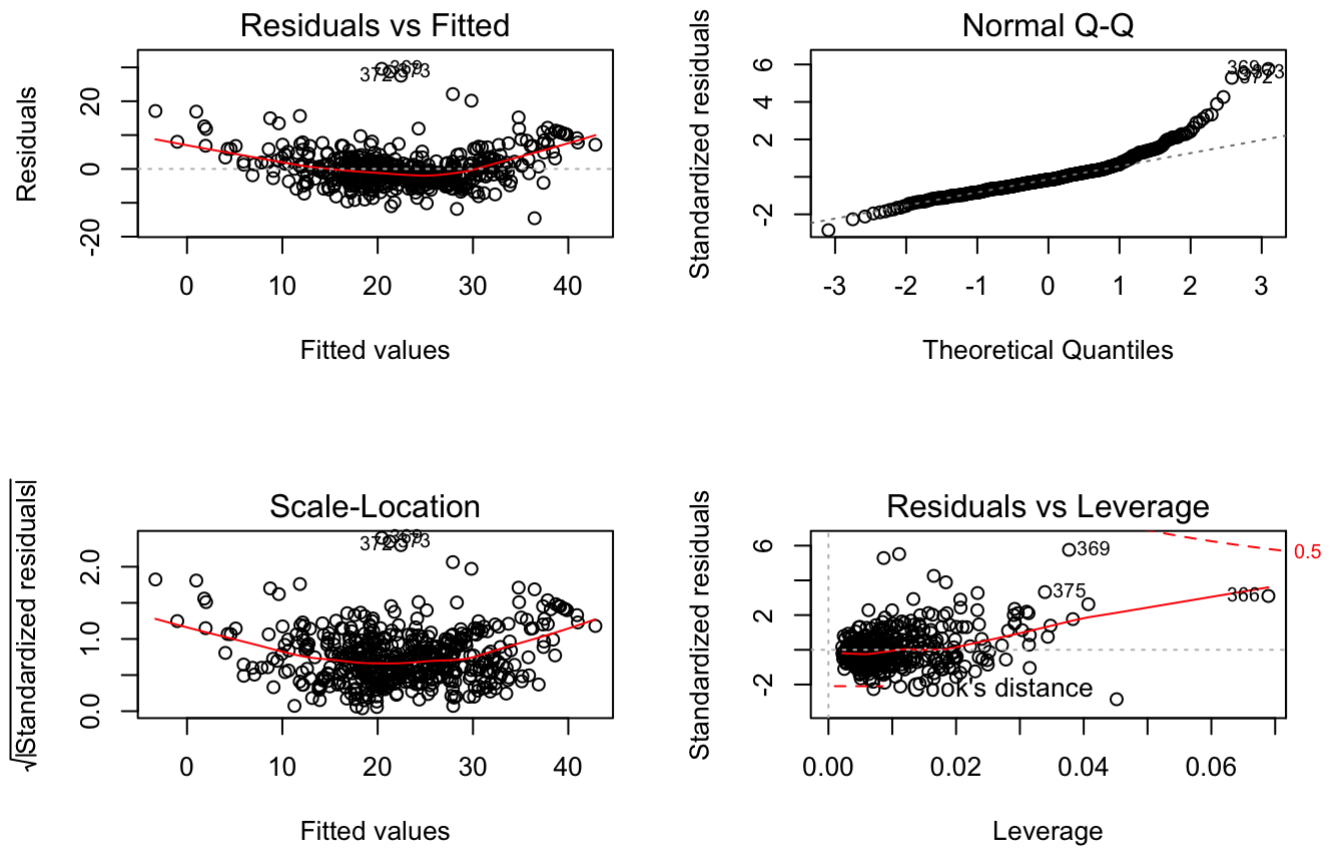 Residuals vs Fitted
Residuals
20
0
-20
372
369
373
0 10 20 30 40
Fitted values
Normal Q-Q
Standardized residuals
6
4
2
-2
369
373
372
-3 -2 -1 0 1 2 3
Theoretical Quantiles
Scale-Location
√|Standardized residuals|
2.0
1.0
0.0
372
369
373
0 10 20 30 40
Fitted values
Residuals vs Leverage
Standardized residuals
6
2
-2
369
375
366
0.5
Cook's distance
0.00 0.02 0.04 0.06
Leverage